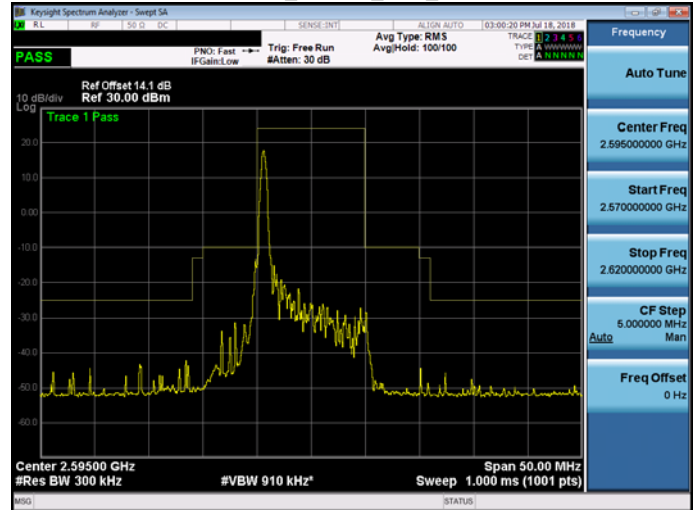 Keysight Spectrum Analyzer - Swept SA
RL RF 50 Ω DC SENSE:INT ALIGN AUTO 03:00:20 PM Jul 18, 2018
PASS
PNO: Fast
IFGain:Low
Trig: Free Run
#Atten: 30 dB
Avg Type: RMS
Avg|Hold: 100/100
TRACE 1 2 3 4 5 6
TYPE A WWWWW
DET A N N N N N
Frequency
Ref Offset 14.1 dB
10 dB/div Ref 30.00 dBm
Log
Trace 1 Pass
20.0
10.0
0.00
-10.0
-20.0
-30.0
-40.0
-50.0
-60.0
Center 2.59500 GHz Span 50.00 MHz
#Res BW 300 kHz #VBW 910 kHz* Sweep 1.000 ms (1001 pts)
MSG STATUS
Auto Tune
Center Freq
2.595000000 GHz
Start Freq
2.570000000 GHz
Stop Freq
2.620000000 GHz
CF Step
5.000000 MHz
Auto Man
Freq Offset
0 Hz